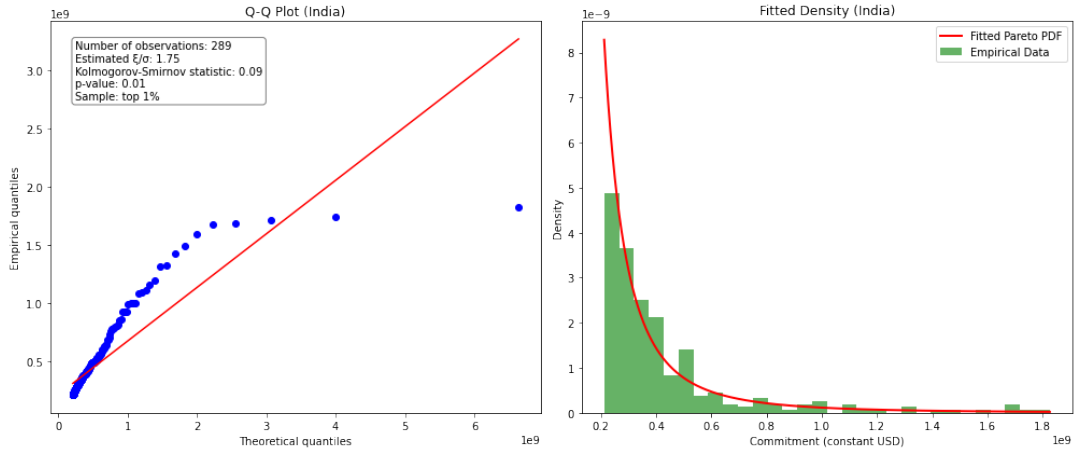 Q-Q Plot (India)
1e9
Number of observations: 289
Estimated ξ/σ: 1.75
Kolmogorov-Smirnov statistic: 0.09
p-value: 0.01
Sample: top 1%
3.0
2.5
2.0
1.5
1.0
0.5
Empirical quantiles
0
1
2
3
4
5
6
1e9
Theoretical quantiles
Fitted Density (India)
1e-9
Fitted Pareto PDF
Empirical Data
8
7
6
5
4
3
2
1
0
Density
0.2
0.4
0.6
0.8
1.0
1.2
1.4
1.6
1.8
1e9
Commitment (constant USD)